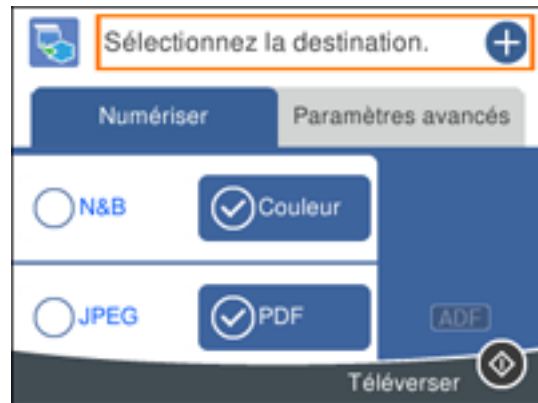 Sélectionnez la destination.
Numériser Paramètres avancés
N&B Couleur
JPEG PDF ADF
Téléverser